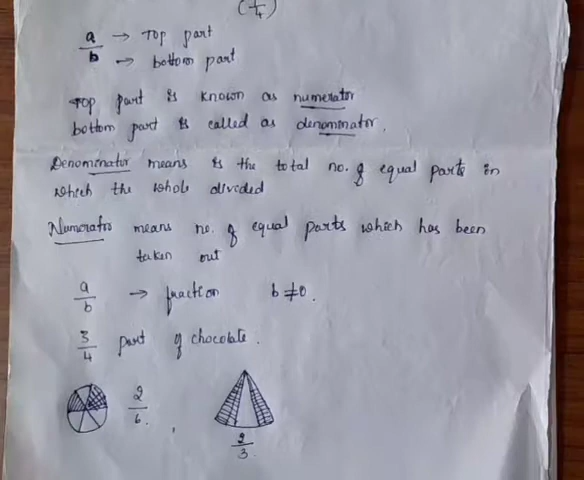 (1/4)
a/b → Top part
→ bottom part
Top part is known as numerator
bottom part is called as denominator.
Denominator means is the total no. of equal parts in
which the whole divided
Numerator means no. of equal parts which has been
taken out
a/b → fraction b ≠ 0.
3/4 part of chocolate.
2/6. , 2/3.